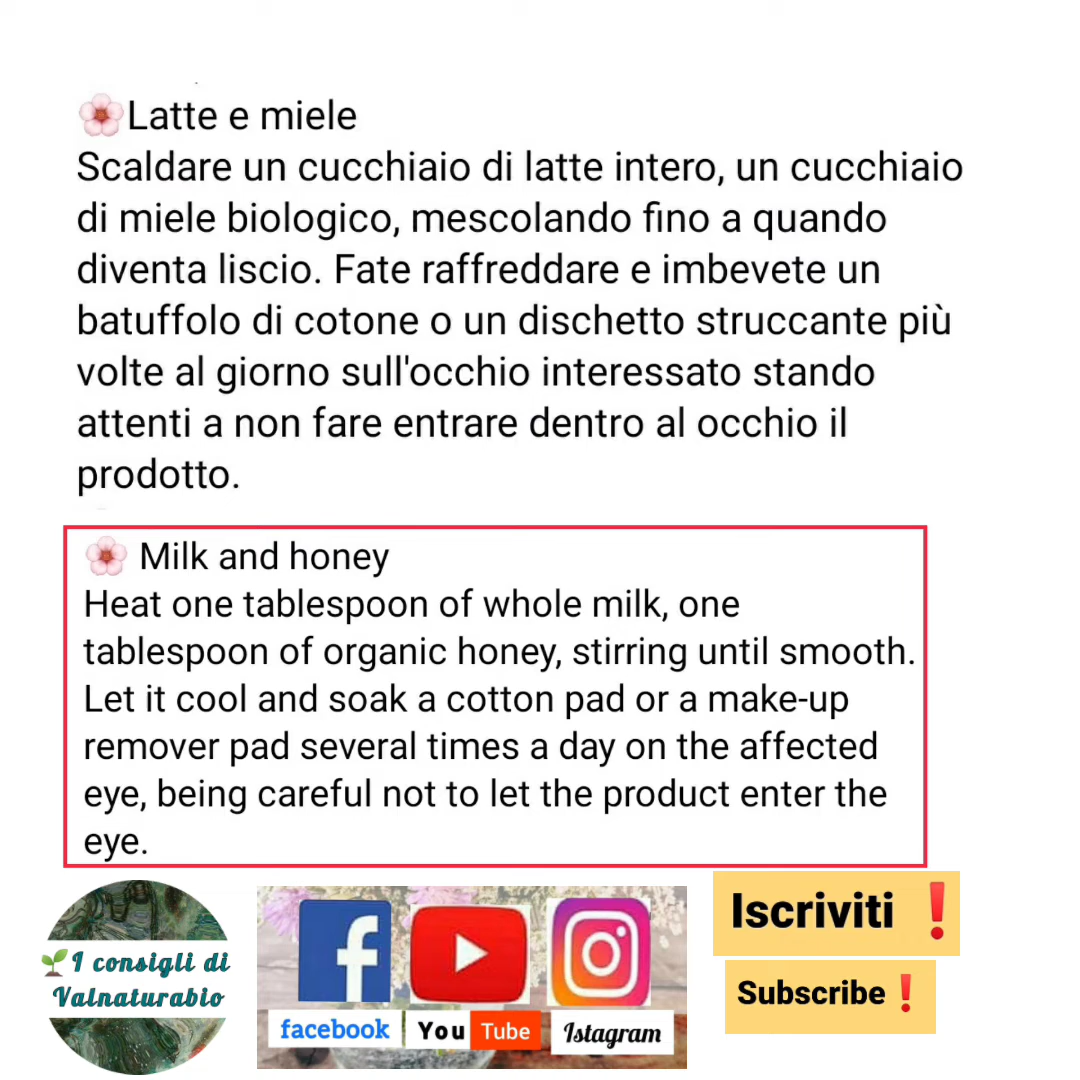 🌸Latte e miele
Scaldare un cucchiaio di latte intero, un cucchiaio
di miele biologico, mescolando fino a quando
diventa liscio. Fate raffreddare e imbevete un
batuffolo di cotone o un dischetto struccante più
volte al giorno sull'occhio interessato stando
attenti a non fare entrare dentro al occhio il
prodotto.
🌸 Milk and honey
Heat one tablespoon of whole milk, one
tablespoon of organic honey, stirring until smooth.
Let it cool and soak a cotton pad or a make-up
remover pad several times a day on the affected
eye, being careful not to let the product enter the
eye.
🌱I consigli di
Valnaturabio
facebook
You Tube
Istagram
Iscriviti ❗
Subscribe❗